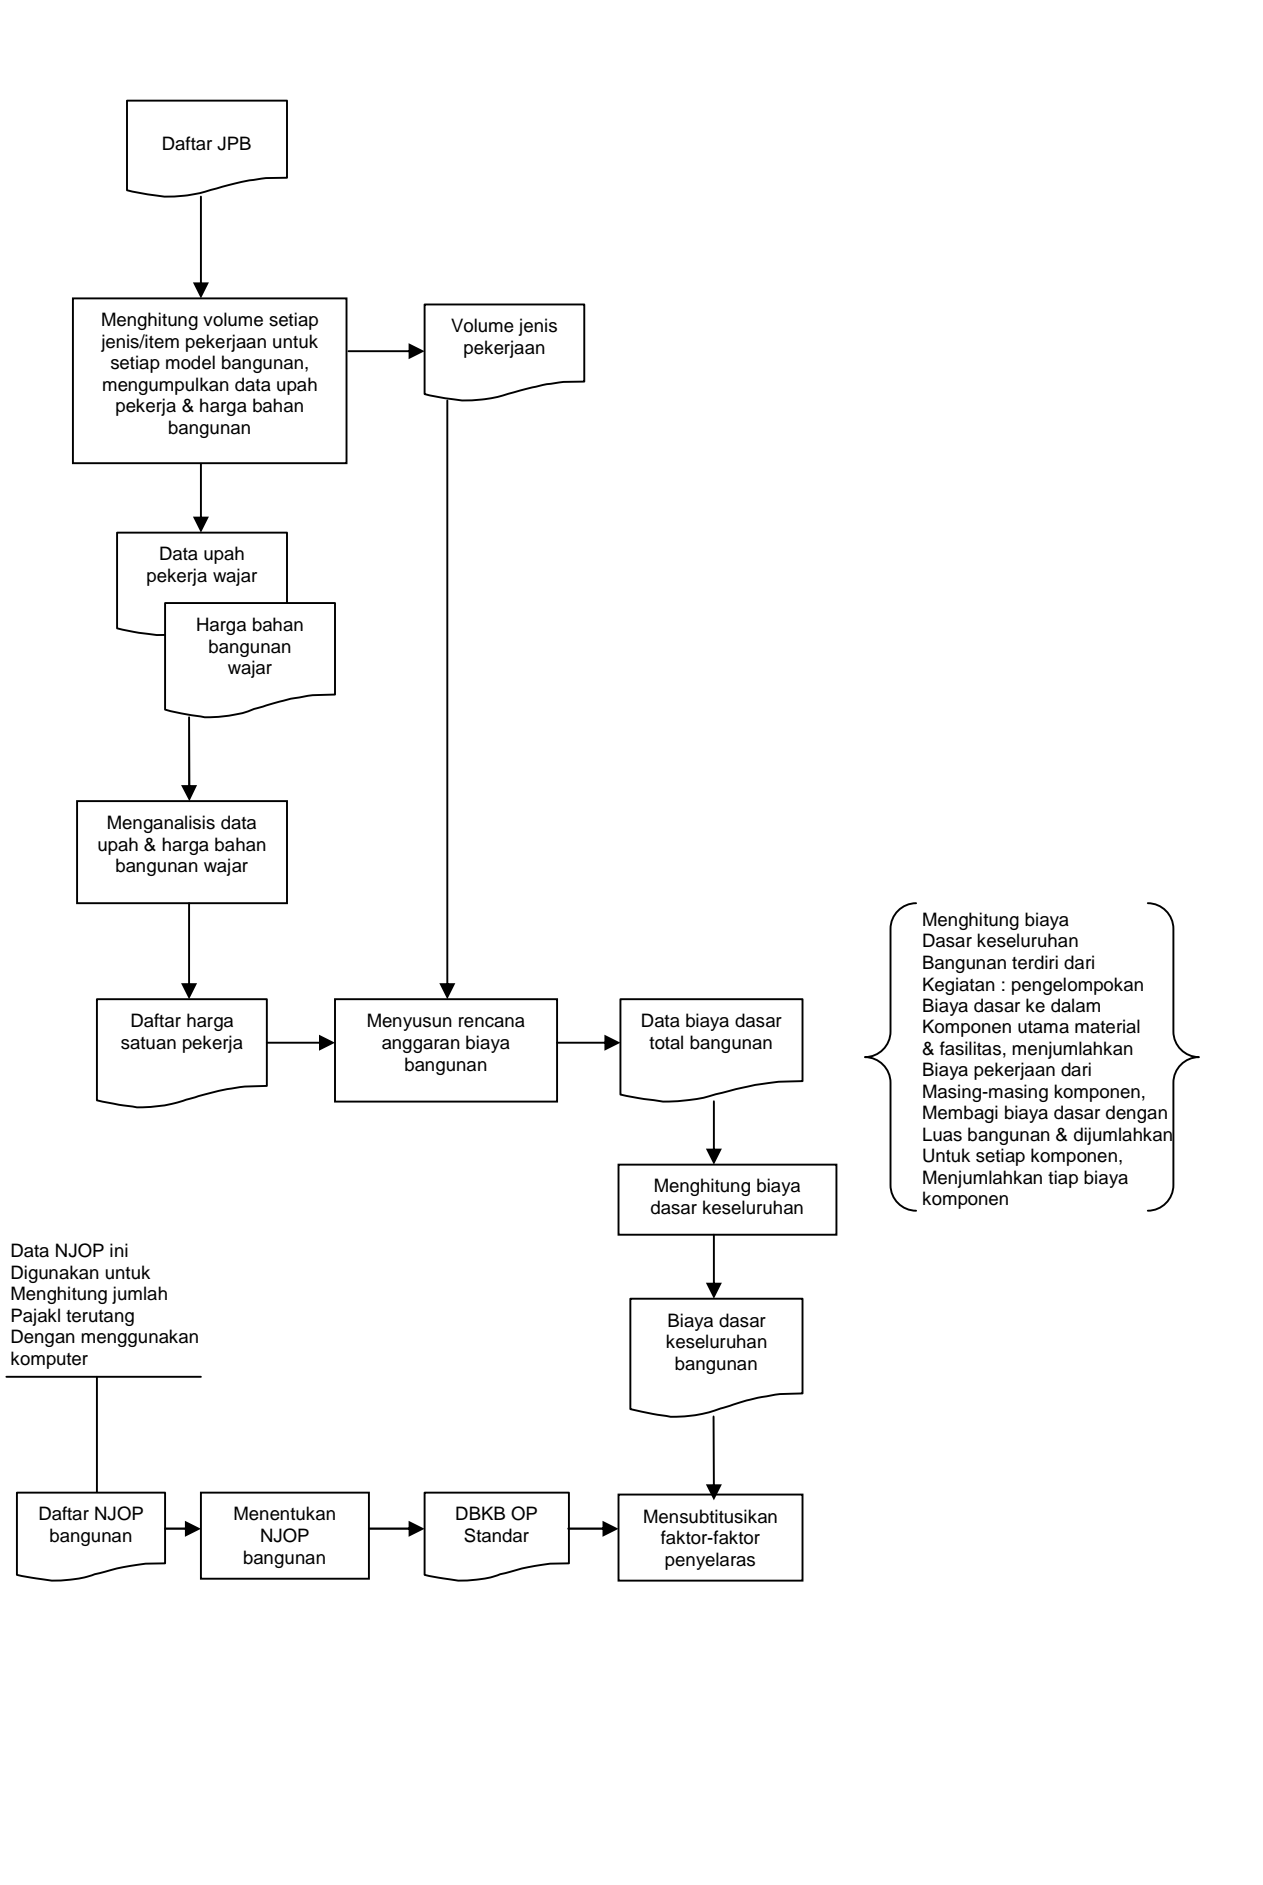 Daftar JPB
Menghitung volume setiap
jenis/item pekerjaan untuk
setiap model bangunan,
mengumpulkan data upah
pekerja & harga bahan
bangunan
Volume jenis
pekerjaan
Data upah
pekerja wajar
Harga bahan
bangunan
wajar
Menganalisis data
upah & harga bahan
bangunan wajar
Daftar harga
satuan pekerja
Menyusun rencana
anggaran biaya
bangunan
Data biaya dasar
total bangunan
Menghitung biaya
Dasar keseluruhan
Bangunan terdiri dari
Kegiatan : pengelompokan
Biaya dasar ke dalam
Komponen utama material
& fasilitas, menjumlahkan
Biaya pekerjaan dari
Masing-masing komponen,
Membagi biaya dasar dengan
Luas bangunan & dijumlahkan
Untuk setiap komponen,
Menjumlahkan tiap biaya
komponen
Menghitung biaya
dasar keseluruhan
Biaya dasar
keseluruhan
bangunan
Data NJOP ini
Digunakan untuk
Menghitung jumlah
Pajakl terutang
Dengan menggunakan
komputer
Daftar NJOP
bangunan
Menentukan
NJOP
bangunan
DBKB OP
Standar
Mensubtitusikan
faktor-faktor
penyelaras